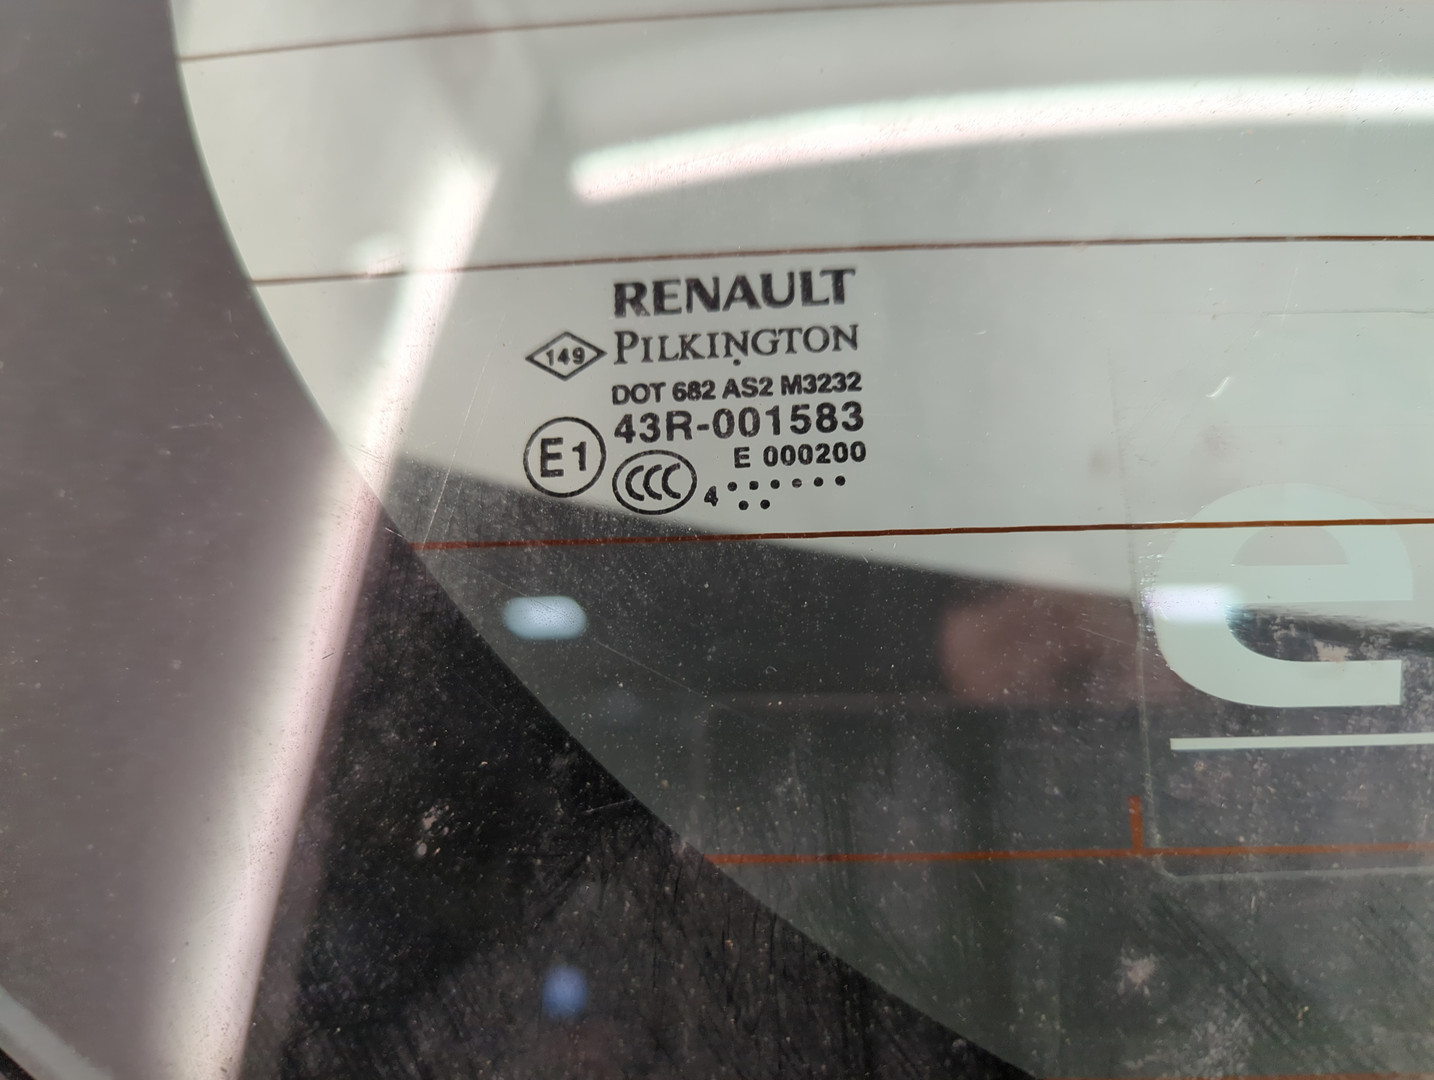 RENAULT
149 PILKINGTON
DOT 682 AS2 M3232
43R-001583
E1
E 000200
CCC
4
e